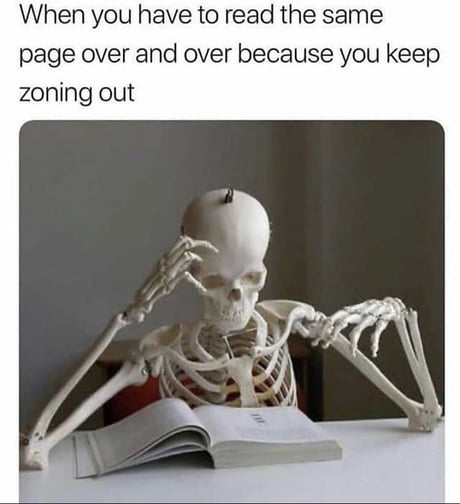 When you have to read the same
page over and over because you keep
zoning out